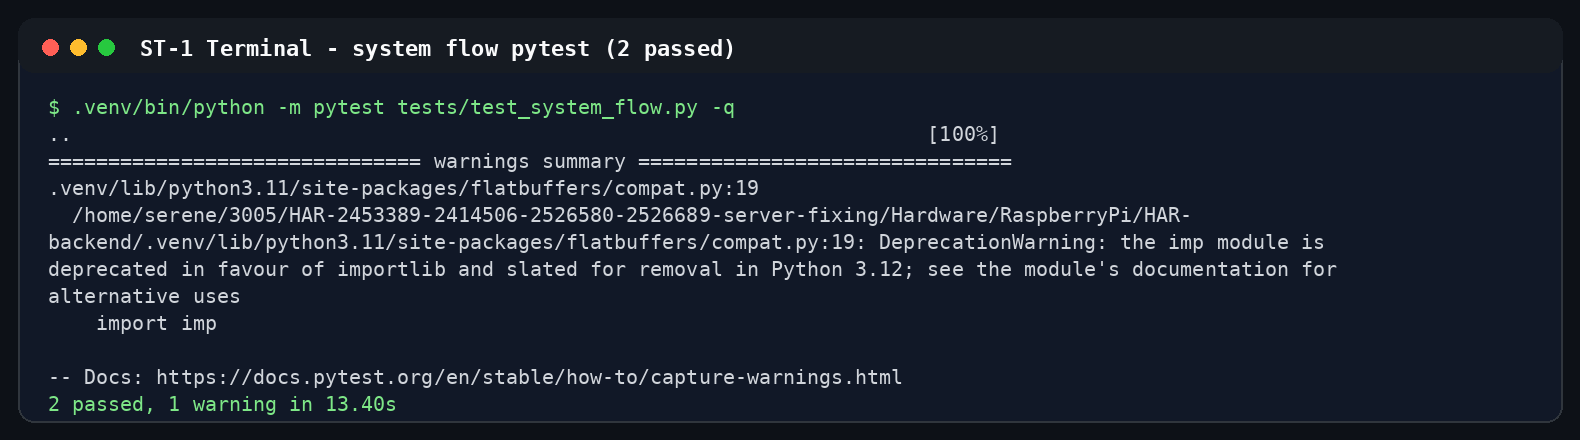 ST-1 Terminal - system flow pytest (2 passed)
$ .venv/bin/python -m pytest tests/test_system_flow.py -q
.. [100%]
=============================== warnings summary ===============================
.venv/lib/python3.11/site-packages/flatbuffers/compat.py:19
  /home/serene/3005/HAR-2453389-2414506-2526580-2526689-server-fixing/Hardware/RaspberryPi/HAR-
backend/.venv/lib/python3.11/site-packages/flatbuffers/compat.py:19: DeprecationWarning: the imp module is
deprecated in favour of importlib and slated for removal in Python 3.12; see the module's documentation for
alternative uses
    import imp

-- Docs: https://docs.pytest.org/en/stable/how-to/capture-warnings.html
2 passed, 1 warning in 13.40s